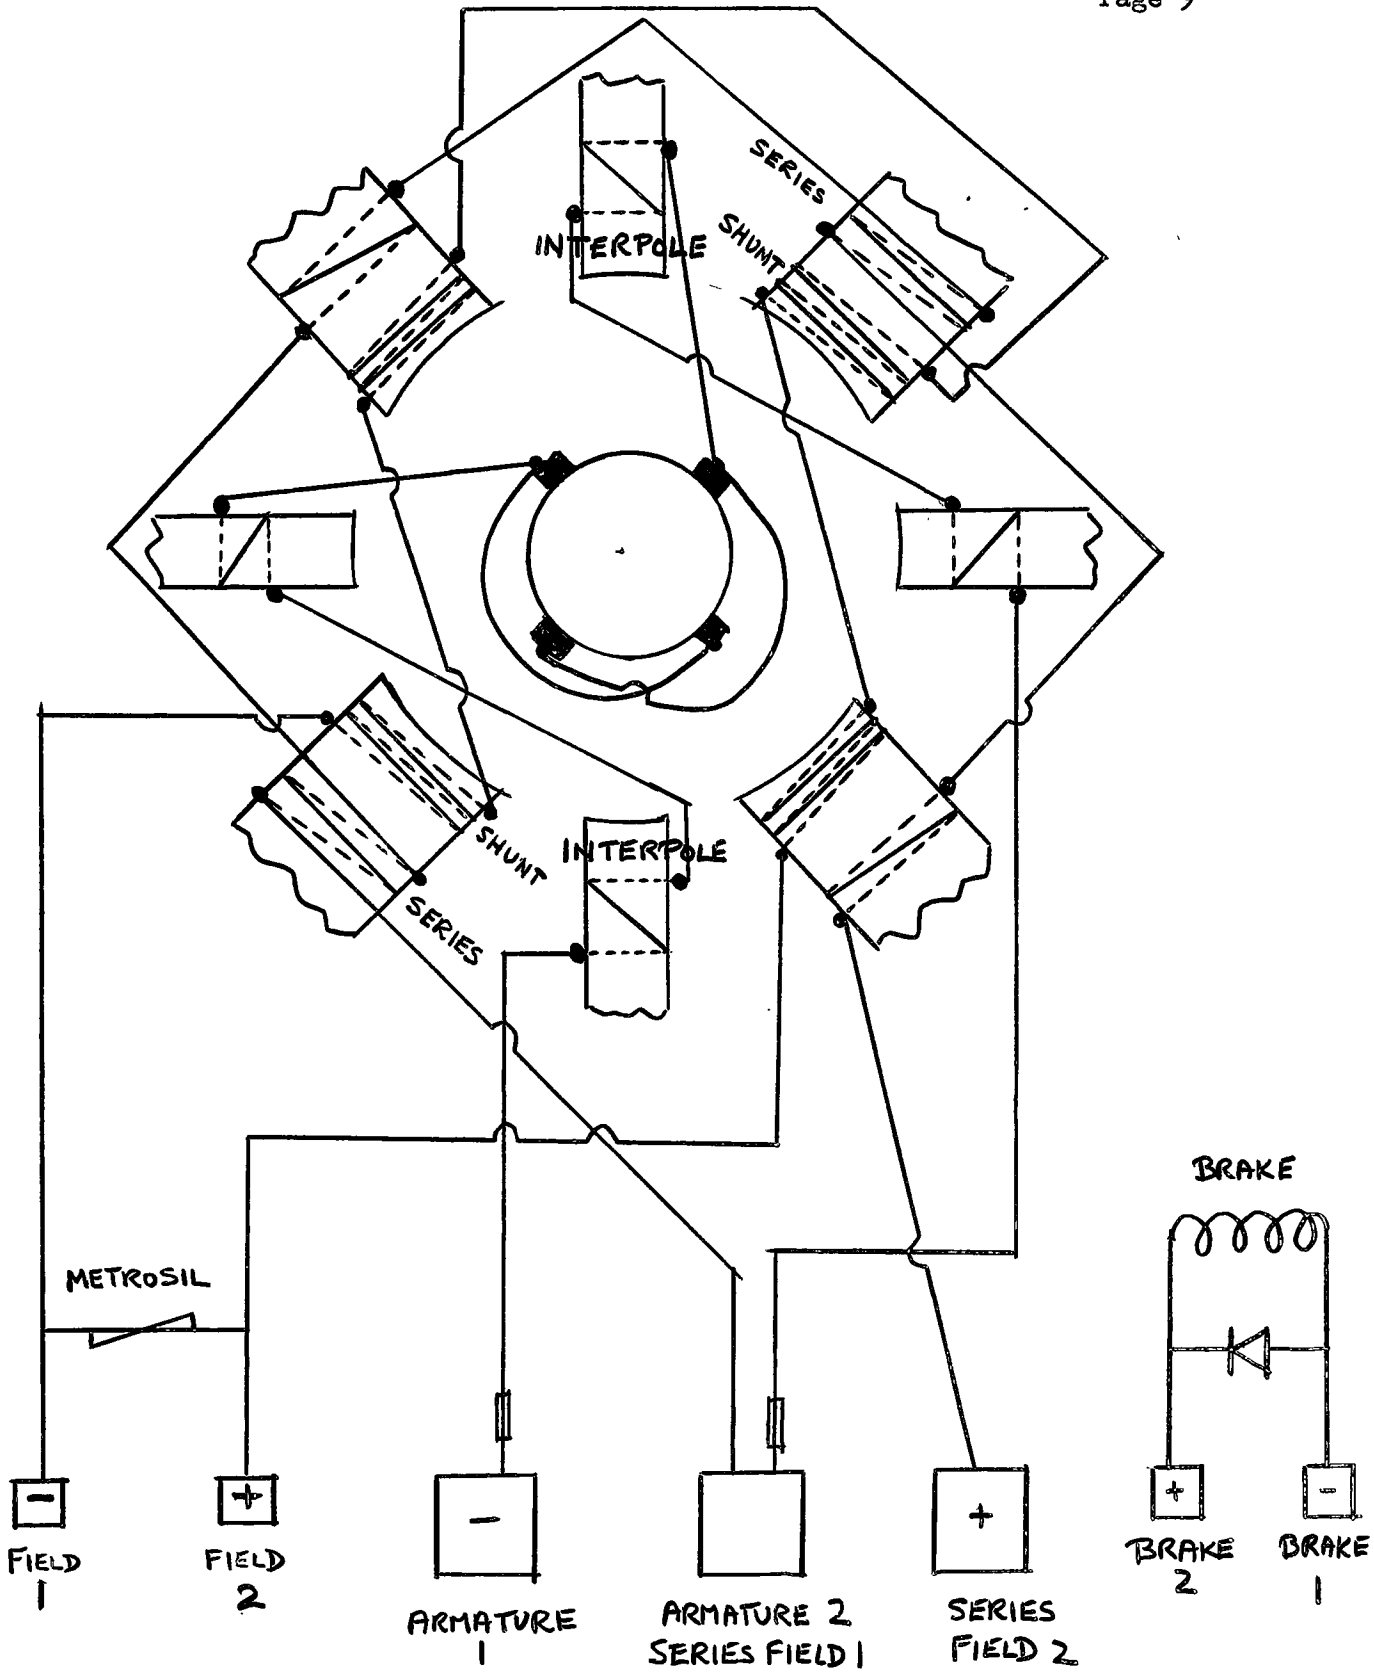 Page 9
SERIES
SHUNT
INTERPOLE
INTERPOLE
SHUNT
SERIES
BRAKE
METROSIL
-
+
-
+
+
-
FIELD
1
FIELD
2
ARMATURE
1
ARMATURE 2
SERIES FIELD 1
SERIES
FIELD 2
BRAKE
2
BRAKE
1